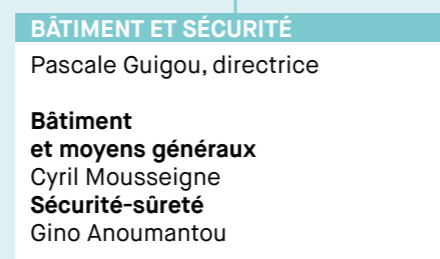 BÂTIMENT ET SÉCURITÉ
Pascale Guigou, directrice
Bâtiment
et moyens généraux
Cyril Mousseigne
Sécurité-sûreté
Gino Anoumantou